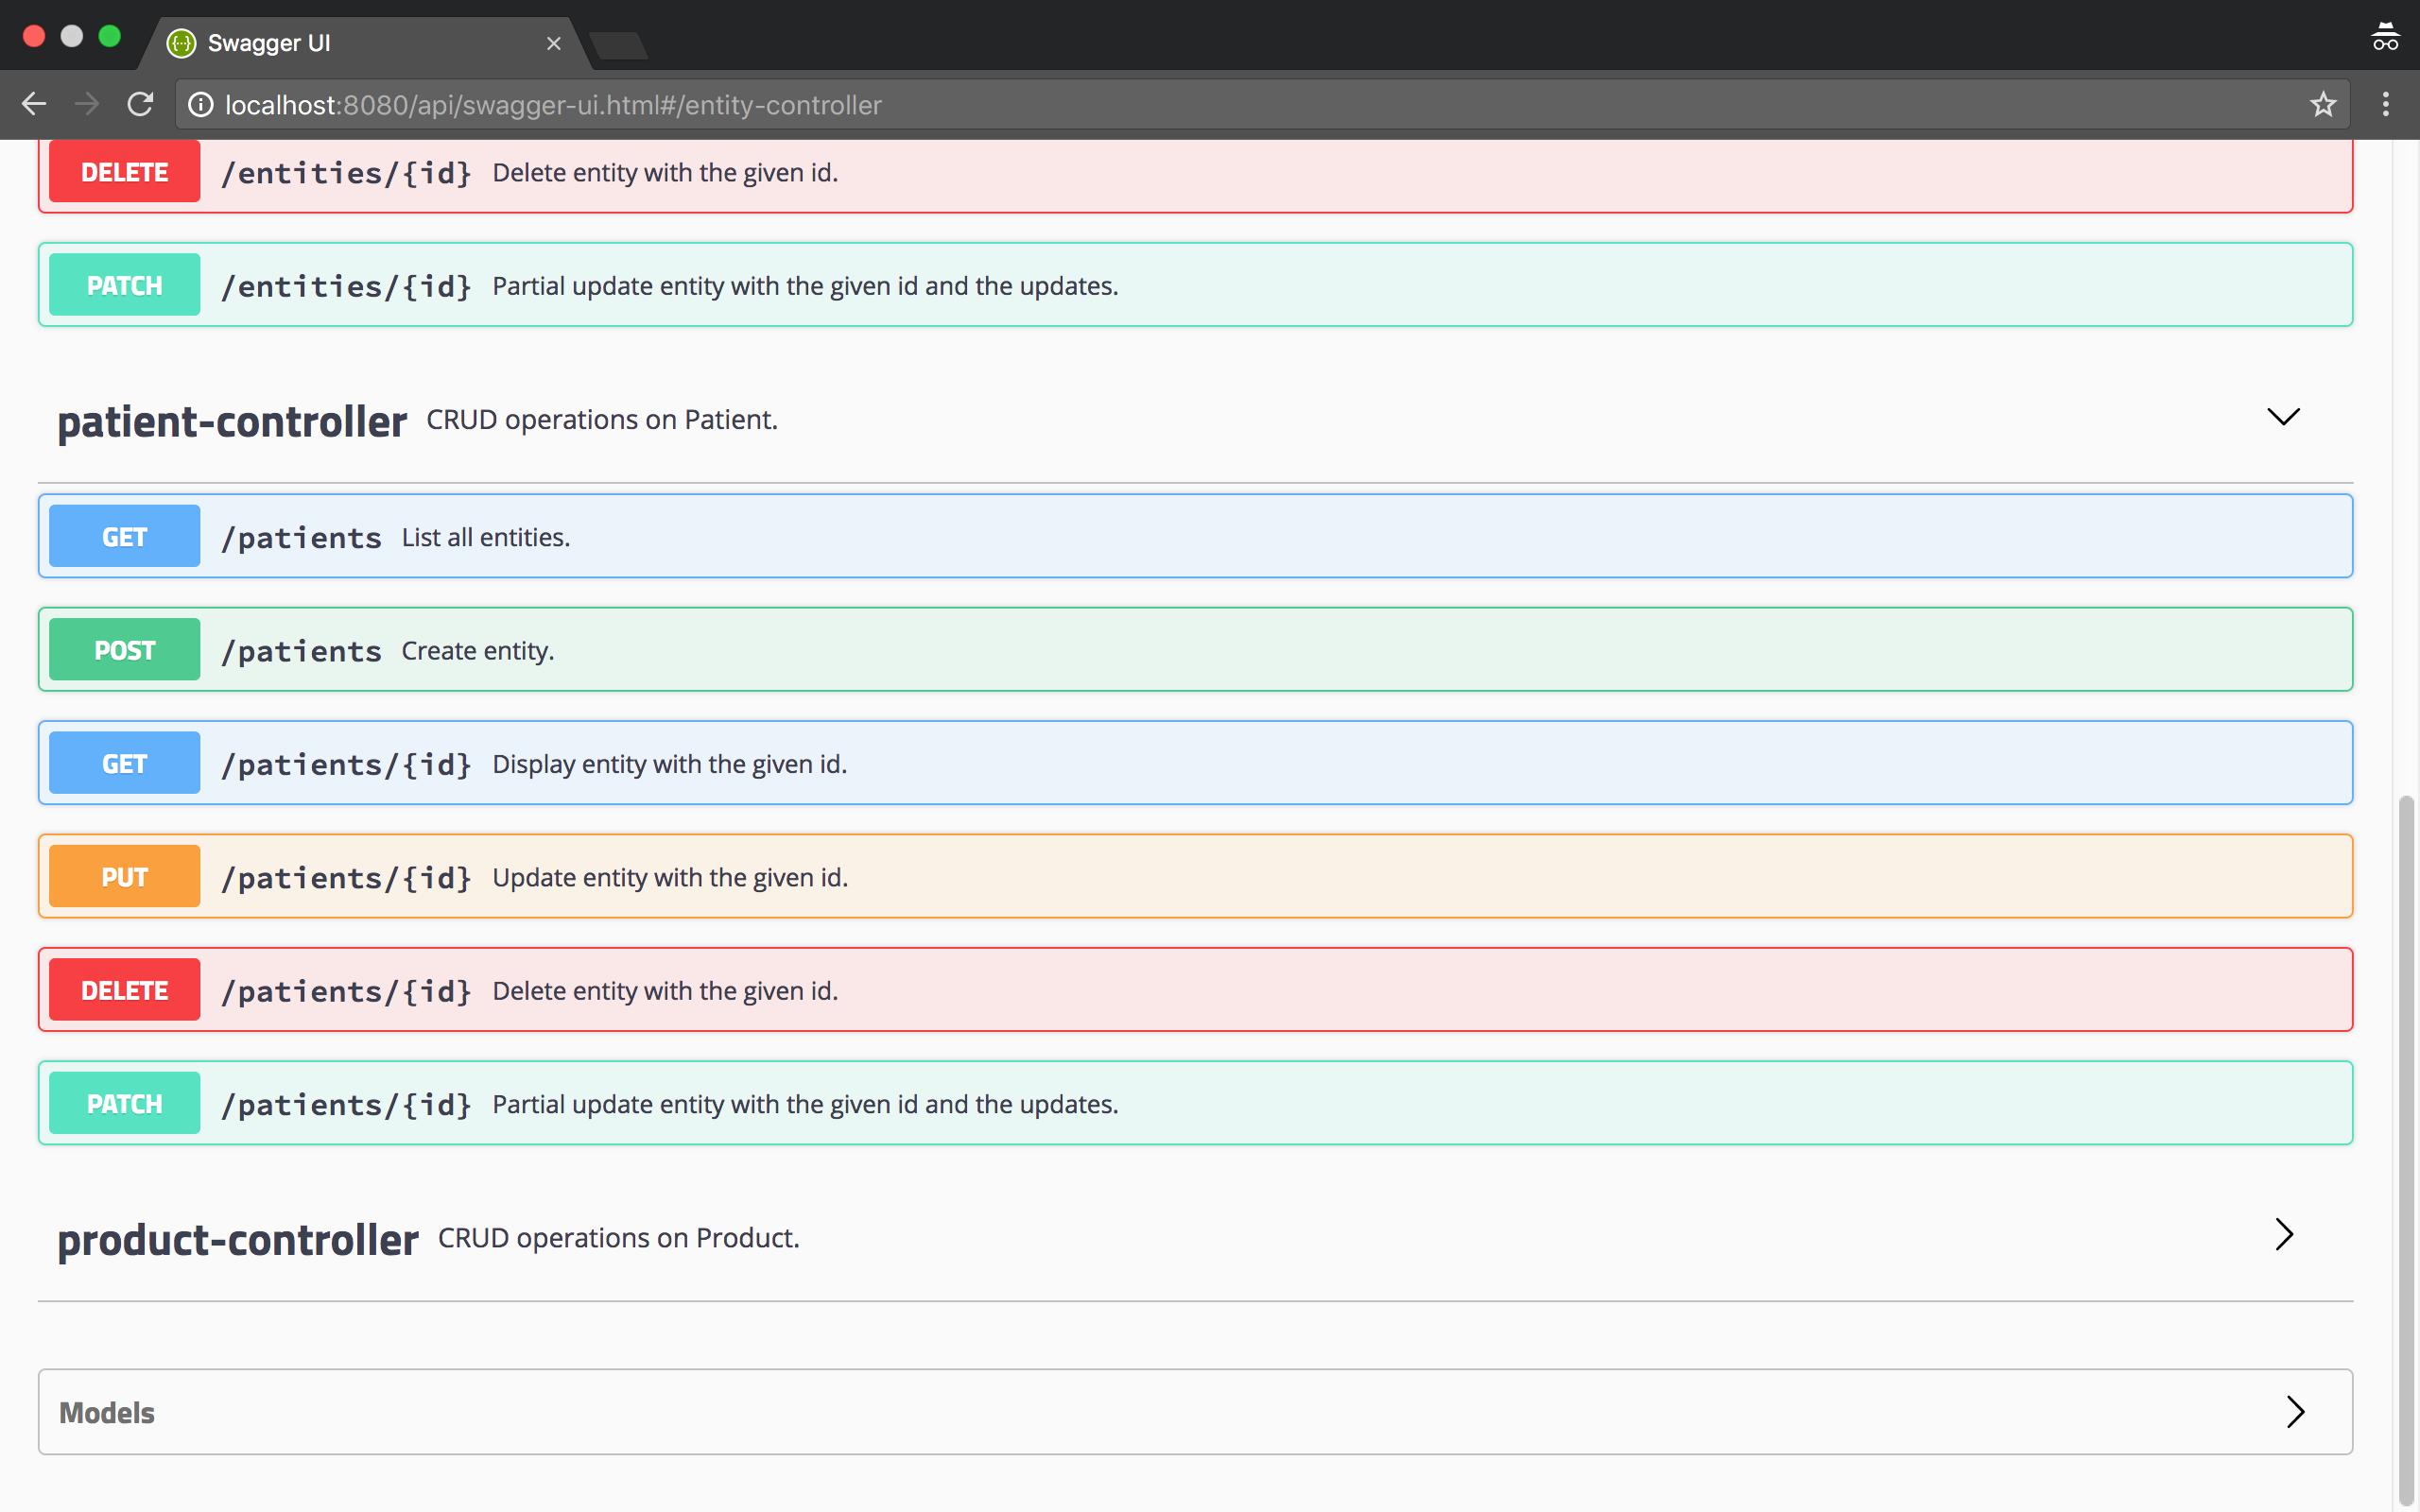 Swagger UI
localhost:8080/api/swagger-ui.html#/entity-controller
DELETE /entities/{id} Delete entity with the given id.
PATCH /entities/{id} Partial update entity with the given id and the updates.
patient-controller CRUD operations on Patient.
GET /patients List all entities.
POST /patients Create entity.
GET /patients/{id} Display entity with the given id.
PUT /patients/{id} Update entity with the given id.
DELETE /patients/{id} Delete entity with the given id.
PATCH /patients/{id} Partial update entity with the given id and the updates.
product-controller CRUD operations on Product.
Models